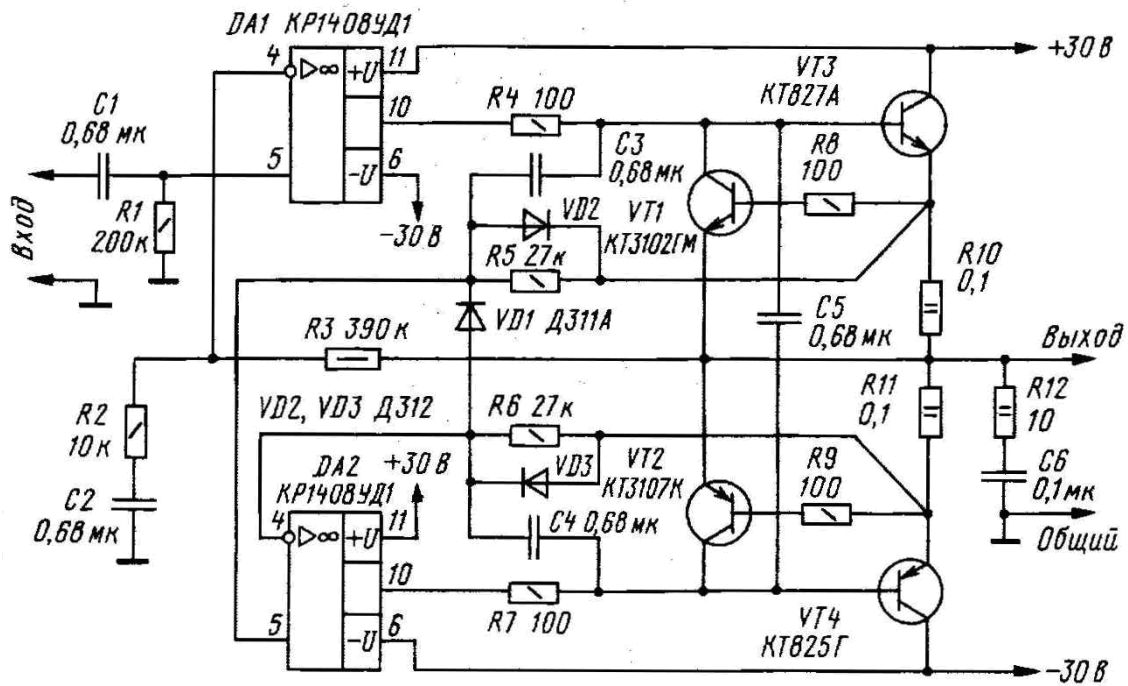 DA1 КР1408УД1
4
▷∞
+U
11
+30 В
VT3
КТ827А
C1
0,68 мк
10
R4 100
5
-U
6
C3
0,68 мк
R8
100
Вход
R1
200к
-30 В
VD2
VT1
КТ3102ГМ
R5 27к
R10
0,1
VD1 Д311А
C5
0,68 мк
R3 390 к
Выход
R2
10к
VD2, VD3 Д312
R6 27к
R11
0,1
R12
10
DA2
КР1408УД1
+30 В
VD3
VT2
КТ3107К
R9
100
C6
0,1мк
C2
0,68 мк
4
▷∞
+U
11
C4 0,68 мк
Общий
10
R7 100
5
-U
6
VT4
КТ825Г
-30 В